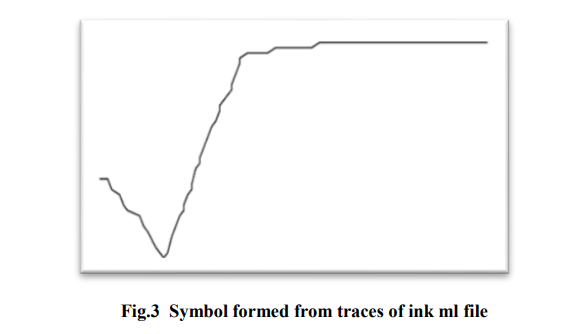 Fig.3 Symbol formed from traces of ink ml file